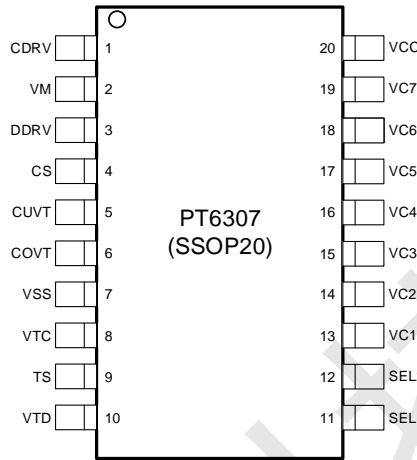 CDRV 1 20 VCC
VM 2 19 VC7
DDRV 3 18 VC6
CS 4 17 VC5
CUVT 5 16 VC4
COVT 6 15 VC3
VSS 7 14 VC2
VTC 8 13 VC1
TS 9 12 SEL
VTD 10 11 SEL
PT6307
(SSOP20)